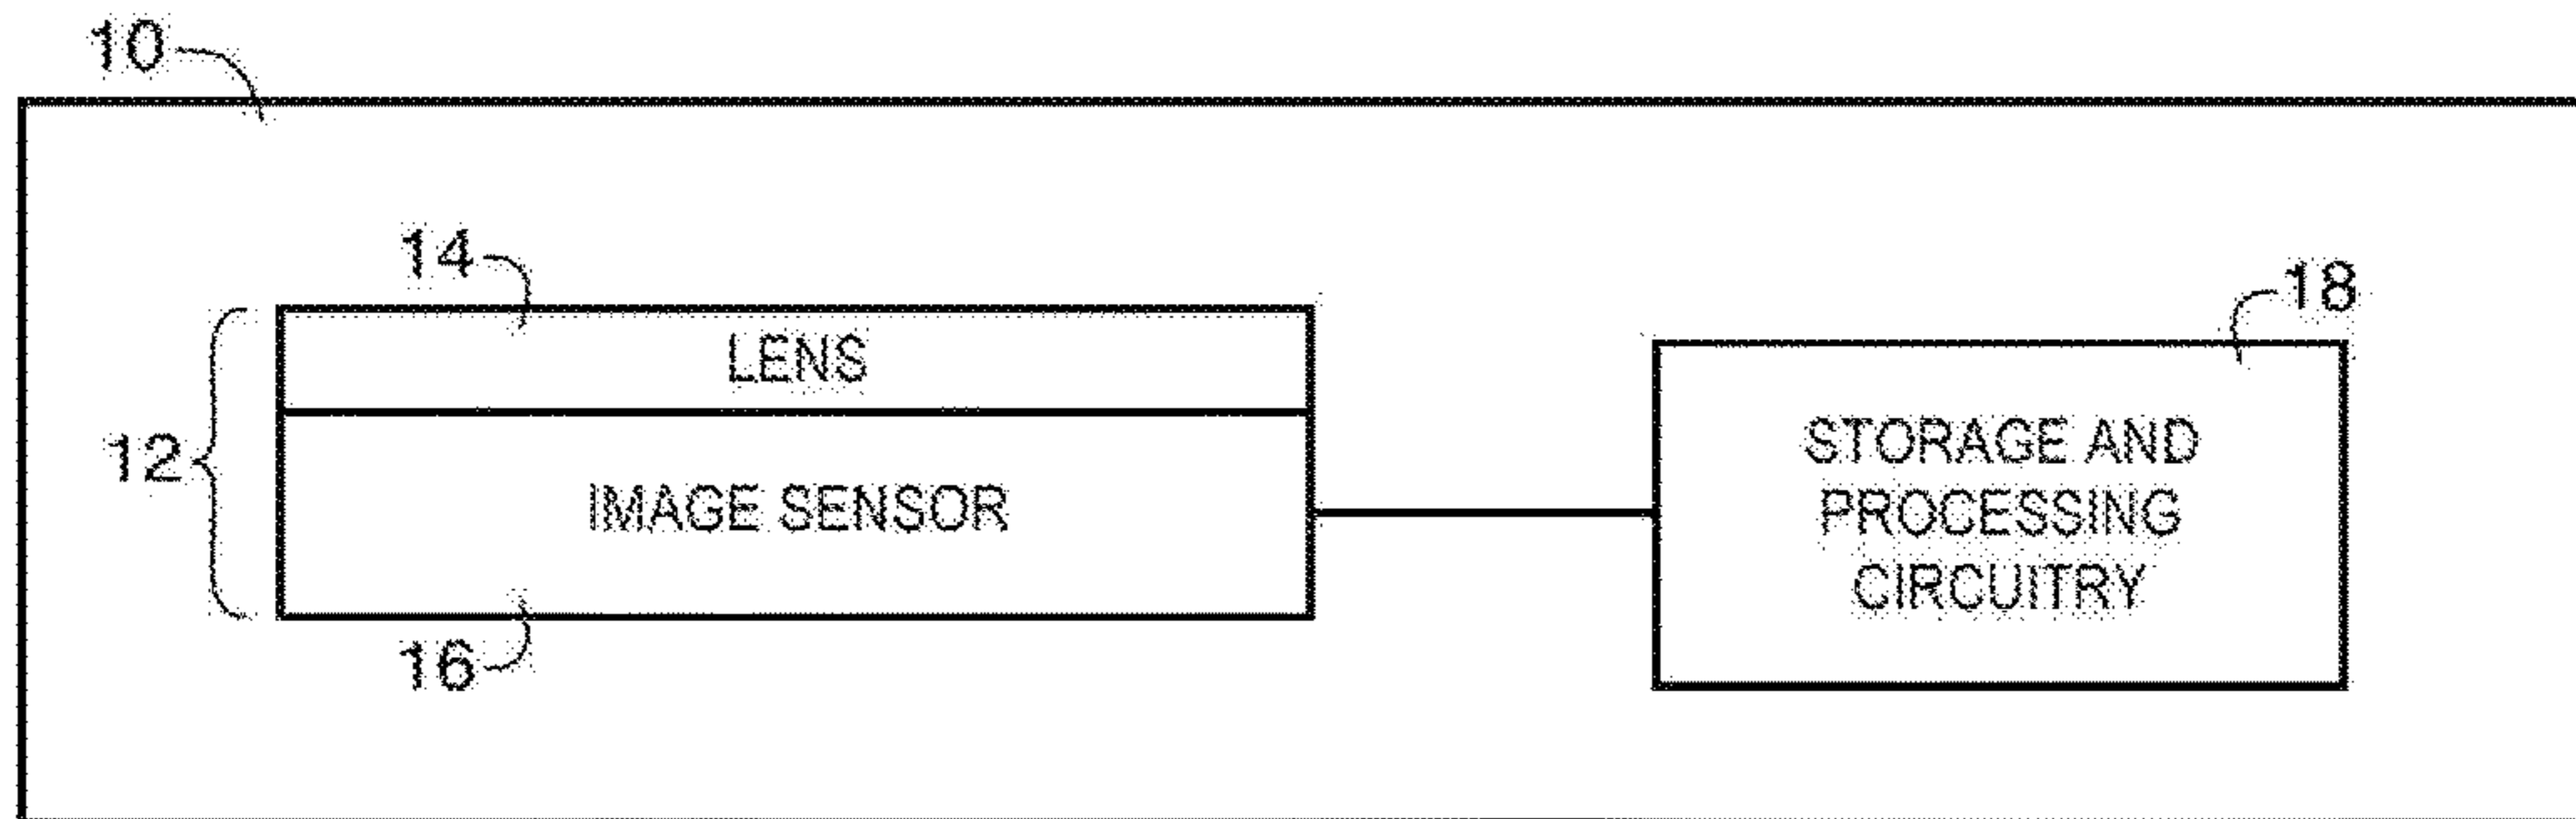 10
14
18
LENS
12
STORAGE AND
IMAGE SENSOR
PROCESSING
CIRCUITRY
16